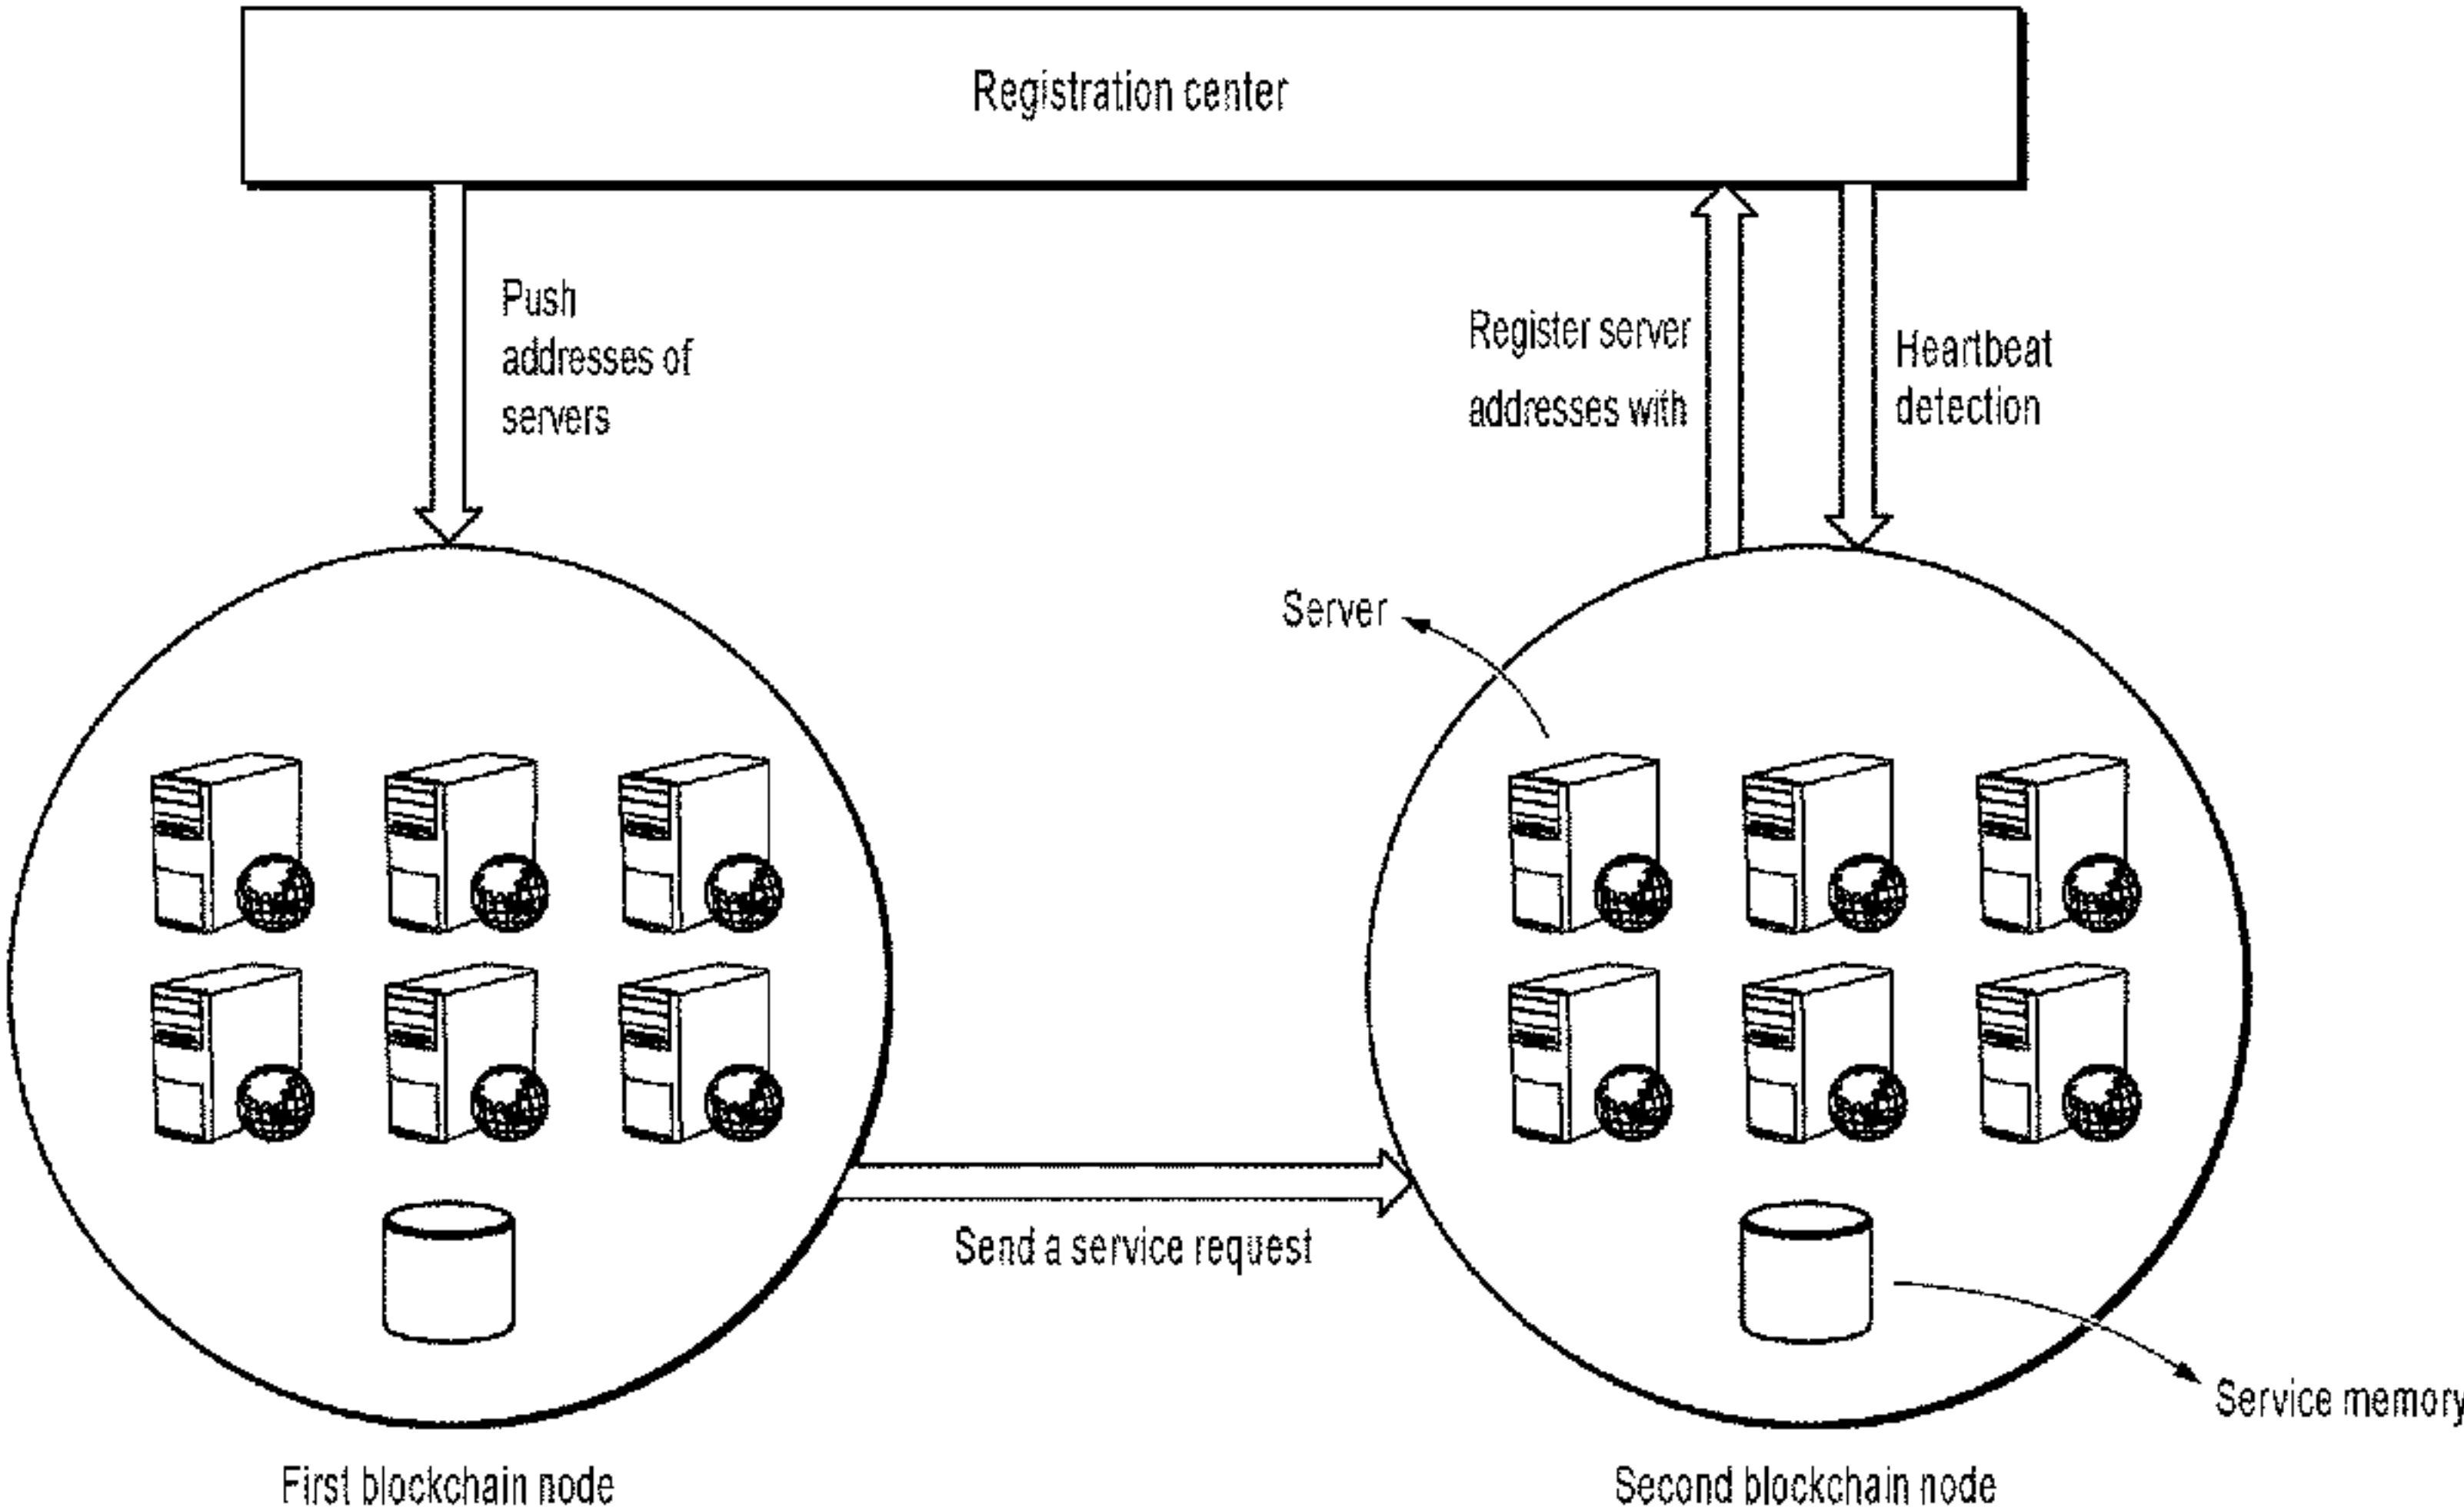 Registration center
Push
addresses of
servers
Register server
addresses with
Heartbeat
detection
Server
Send a service request
Service memory
First blockchain node
Second blockchain node